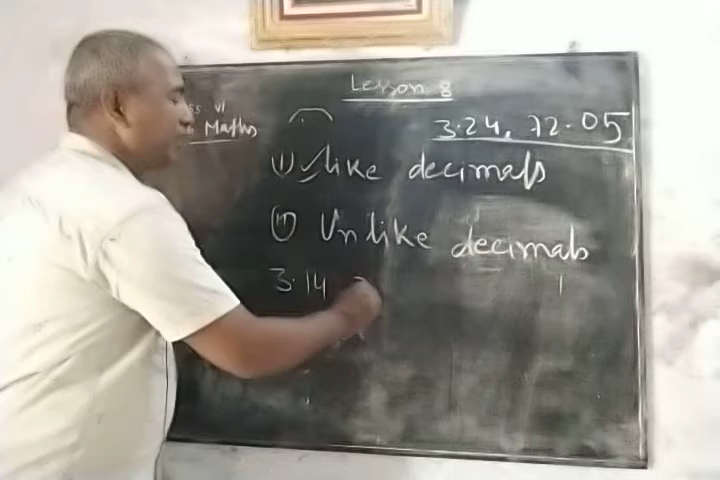 Lesson 8
ss VI
Maths
3.24, 72.05
(i) like decimals
(ii) Unlike decimals
3.14